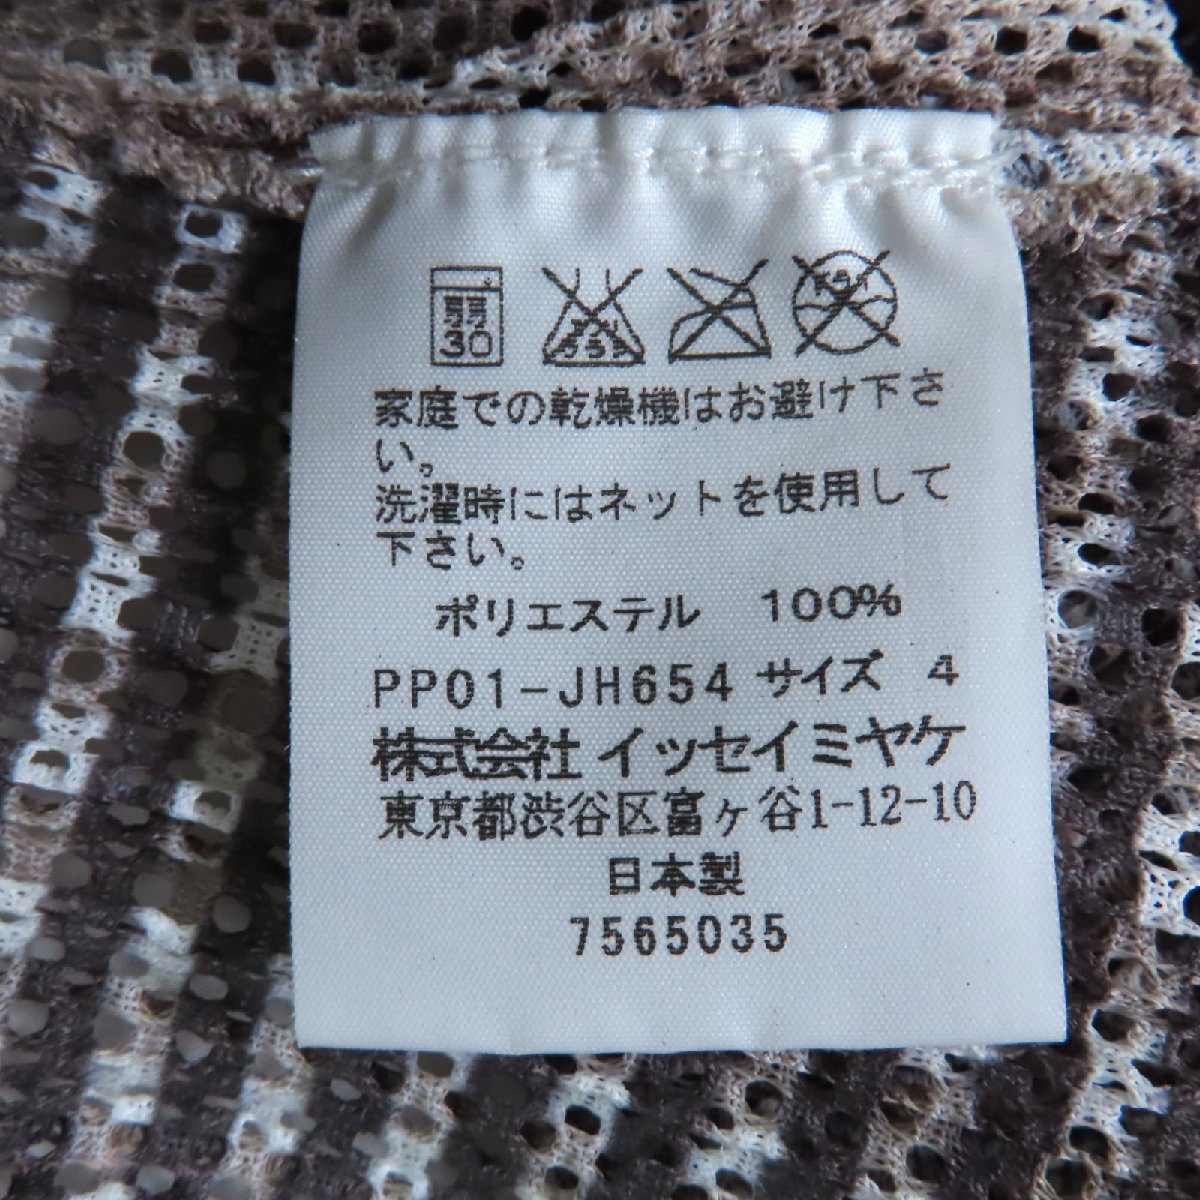 弱
30
家庭での乾燥機はお避け下さ
い。
洗濯時にはネットを使用して
下さい。
ポリエステル 100%
PP01-JH654 サイズ 4
株式会社 イッセイミヤケ
東京都渋谷区富ヶ谷1-12-10
日本製
7565035